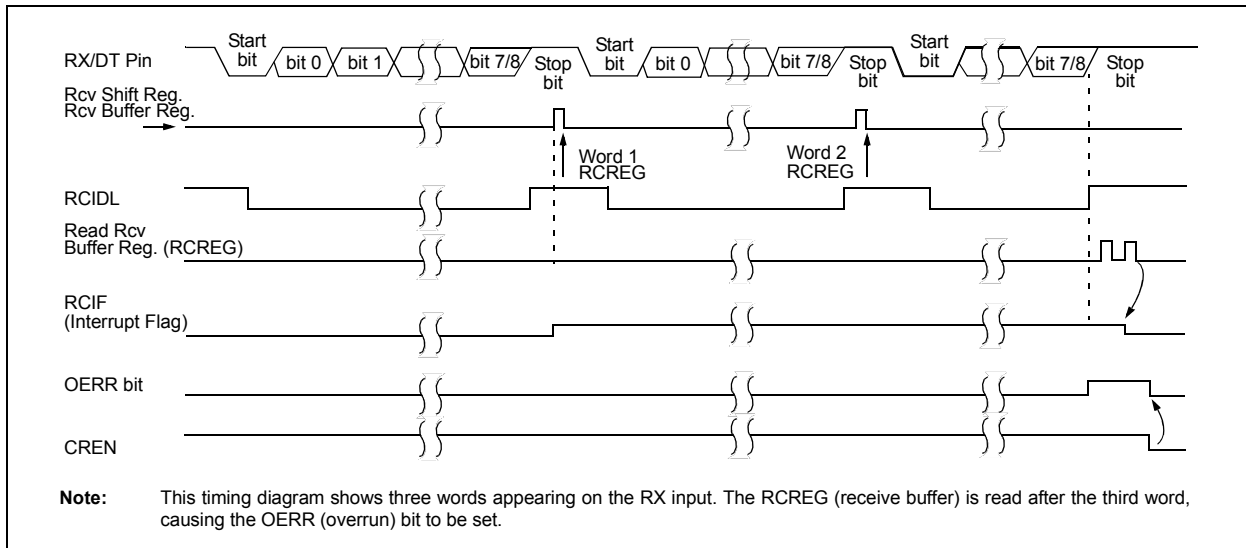 Start bit
bit 0
bit 1
bit 7/8
Stop bit
Start bit
bit 0
bit 7/8
Stop bit
Start bit
bit 7/8
Stop bit
RX/DT Pin
Rcv Shift Reg.
Rcv Buffer Reg.
Word 1
RCREG
Word 2
RCREG
RCIDL
Read Rcv
Buffer Reg. (RCREG)
RCIF
(Interrupt Flag)
OERR bit
CREN
Note: This timing diagram shows three words appearing on the RX input. The RCREG (receive buffer) is read after the third word,
causing the OERR (overrun) bit to be set.